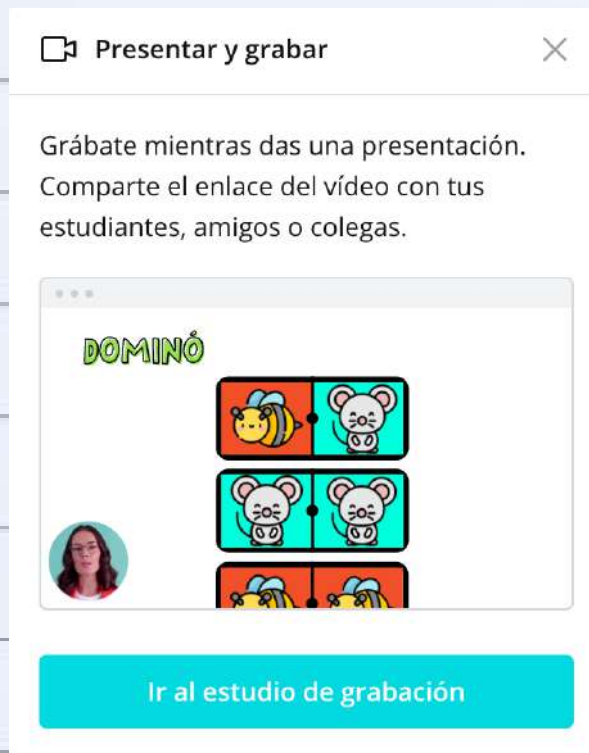 Presentar y grabar
Grábate mientras das una presentación.
Comparte el enlace del vídeo con tus
estudiantes, amigos o colegas.
DOMINÓ
Ir al estudio de grabación